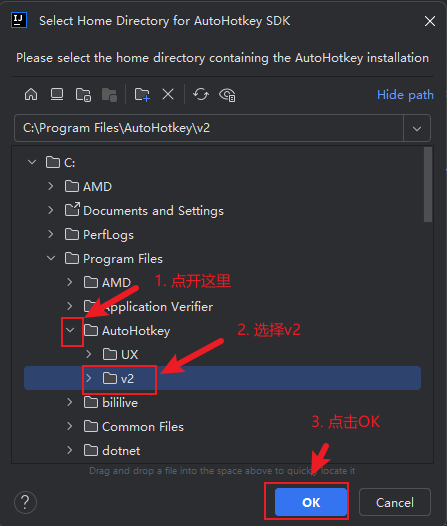 IJ
Select Home Directory for AutoHotkey SDK
Please select the home directory containing the AutoHotkey installation
Hide path
C:\Program Files\AutoHotkey\v2
C:
AMD
Documents and Settings
PerfLogs
Program Files
AMD
1. 点开这里
Application Verifier
AutoHotkey
2. 选择v2
UX
v2
bililive
Common Files
3. 点击OK
dotnet
Drag and drop a file into the space above to quickly locate it
?
OK
Cancel